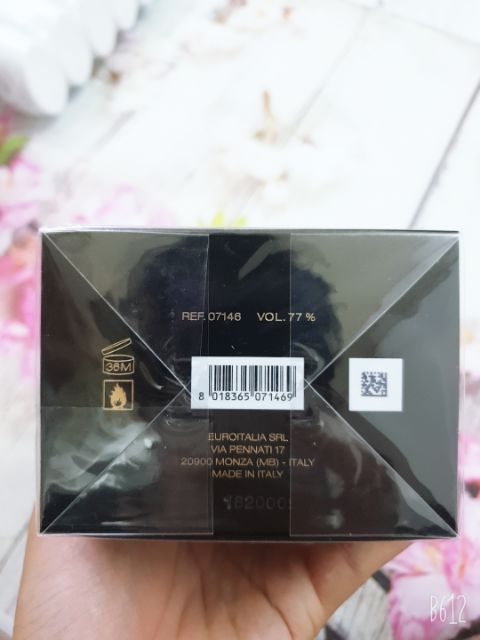 REF. 07146 VOL. 77 %
36M
8 018365 071469
EUROITALIA SRL
VIA PENNATI 17
20900 MONZA (MB) - ITALY
MADE IN ITALY
B612